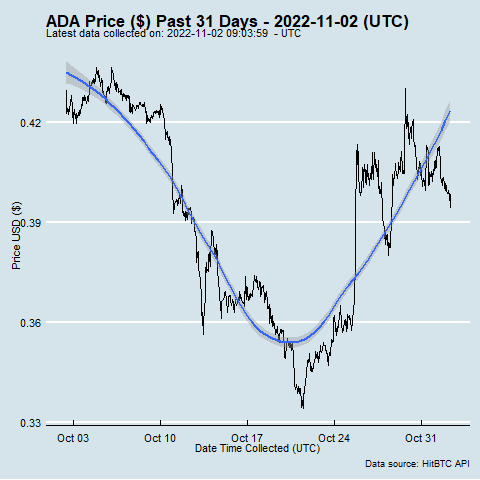 ADA Price ($) Past 31 Days - 2022-11-02 (UTC)
Latest data collected on: 2022-11-02 09:03:59 - UTC
0.42
0.39
0.36
0.33
Price USD ($)
Oct 03 Oct 10 Oct 17 Oct 24 Oct 31
Date Time Collected (UTC)
Data source: HitBTC API